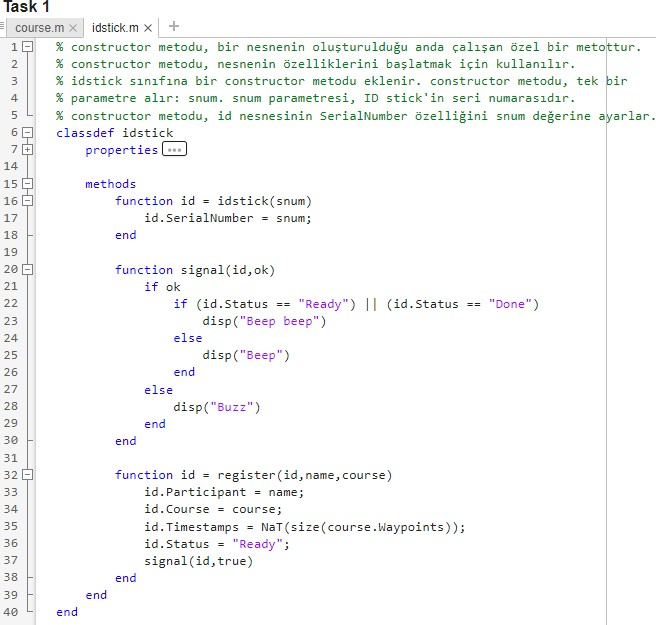 Task 1
course.m × idstick.m × +
1 % constructor metodu, bir nesnenin oluşturulduğu anda çalışan özel bir metottur.
2 % constructor metodu, nesnenin özelliklerini başlatmak için kullanılır.
3 % idstick sınıfına bir constructor metodu eklenir. constructor metodu, tek bir
4 % parametre alır: snum. snum parametresi, ID stick'in seri numarasıdır.
5 % constructor metodu, id nesnesinin SerialNumber özelliğini snum değerine ayarlar.
6 classdef idstick
7 properties ...
14
15 methods
16 function id = idstick(snum)
17 id.SerialNumber = snum;
18 end
19
20 function signal(id,ok)
21 if ok
22 if (id.Status == "Ready") || (id.Status == "Done")
23 disp("Beep beep")
24 else
25 disp("Beep")
26 end
27 else
28 disp("Buzz")
29 end
30 end
31
32 function id = register(id,name,course)
33 id.Participant = name;
34 id.Course = course;
35 id.Timestamps = NaT(size(course.Waypoints));
36 id.Status = "Ready";
37 signal(id,true)
38 end
39 end
40 end